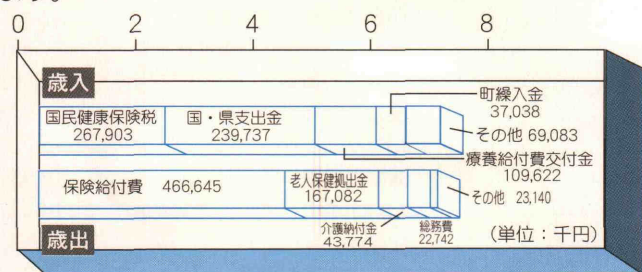 0 2 4 6 8
歳入
町繰入金
37,038
国民健康保険税
267,903
国・県支出金
239,737
その他 69,083
療養給付費交付金
109,622
保険給付費 466,645
老人保健拠出金
167,082
その他 23,140
介護納付金
43,774
総務費
22,742
(単位：千円)
歳出